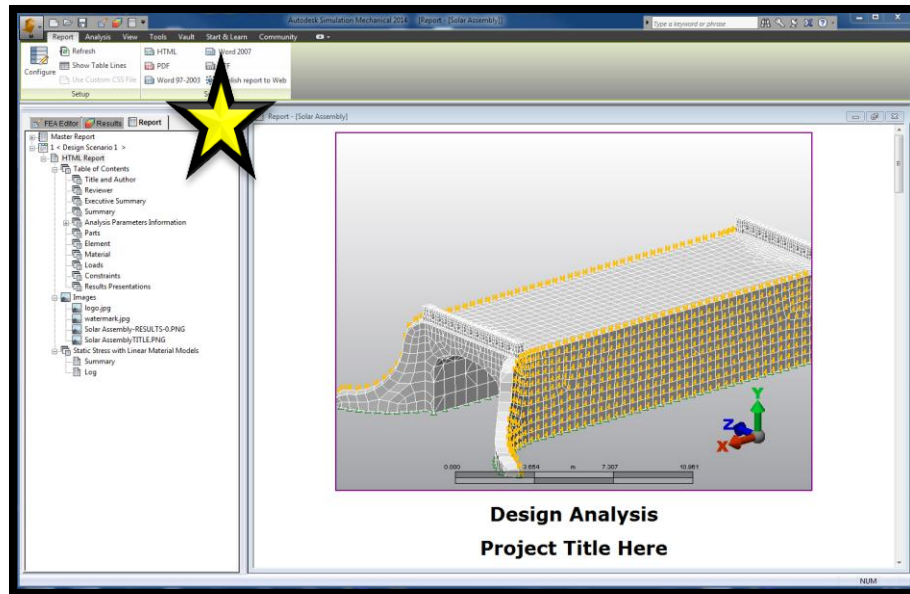 Autodesk Simulation Mechanical 2014 [Report - [Solar Assembly]]
Type a keyword or phrase
Report Analysis View Tools Vault Start & Learn Community
Configure
Refresh
Show Table Lines
Use Custom CSS File
Setup
HTML
PDF
Word 97-2003
Word 2007
report to Web
FEA Editor Results Report
Report - [Solar Assembly]
Master Report
1 < Design Scenario 1 >
HTML Report
Table of Contents
Title and Author
Reviewer
Executive Summary
Summary
Analysis Parameters Information
Parts
Element
Material
Loads
Constraints
Results Presentations
Images
logo.jpg
watermark.jpg
Solar Assembly-RESULTS-0.PNG
Solar AssemblyTITLE.PNG
Static Stress with Linear Material Models
Summary
Log
Y
Z
X
0.000 3.654 m 7.307 10.961
Design Analysis
Project Title Here
NUM